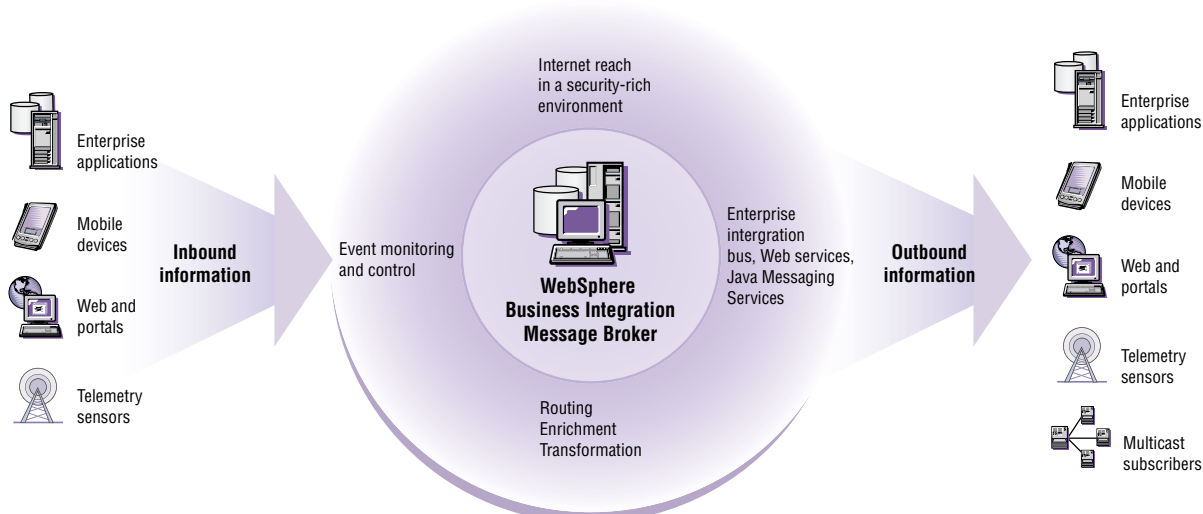 Enterprise
applications
Mobile
devices
Web and
portals
Telemetry
sensors
Inbound
information
Internet reach
in a security-rich
environment
Event monitoring
and control
WebSphere
Business Integration
Message Broker
Enterprise
intergration
bus, Web services,
Java Messaging
Services
Routing
Enrichment
Transformation
Outbound
information
Enterprise
applications
Mobile
devices
Web and
portals
Telemetry
sensors
Multicast
subscribers